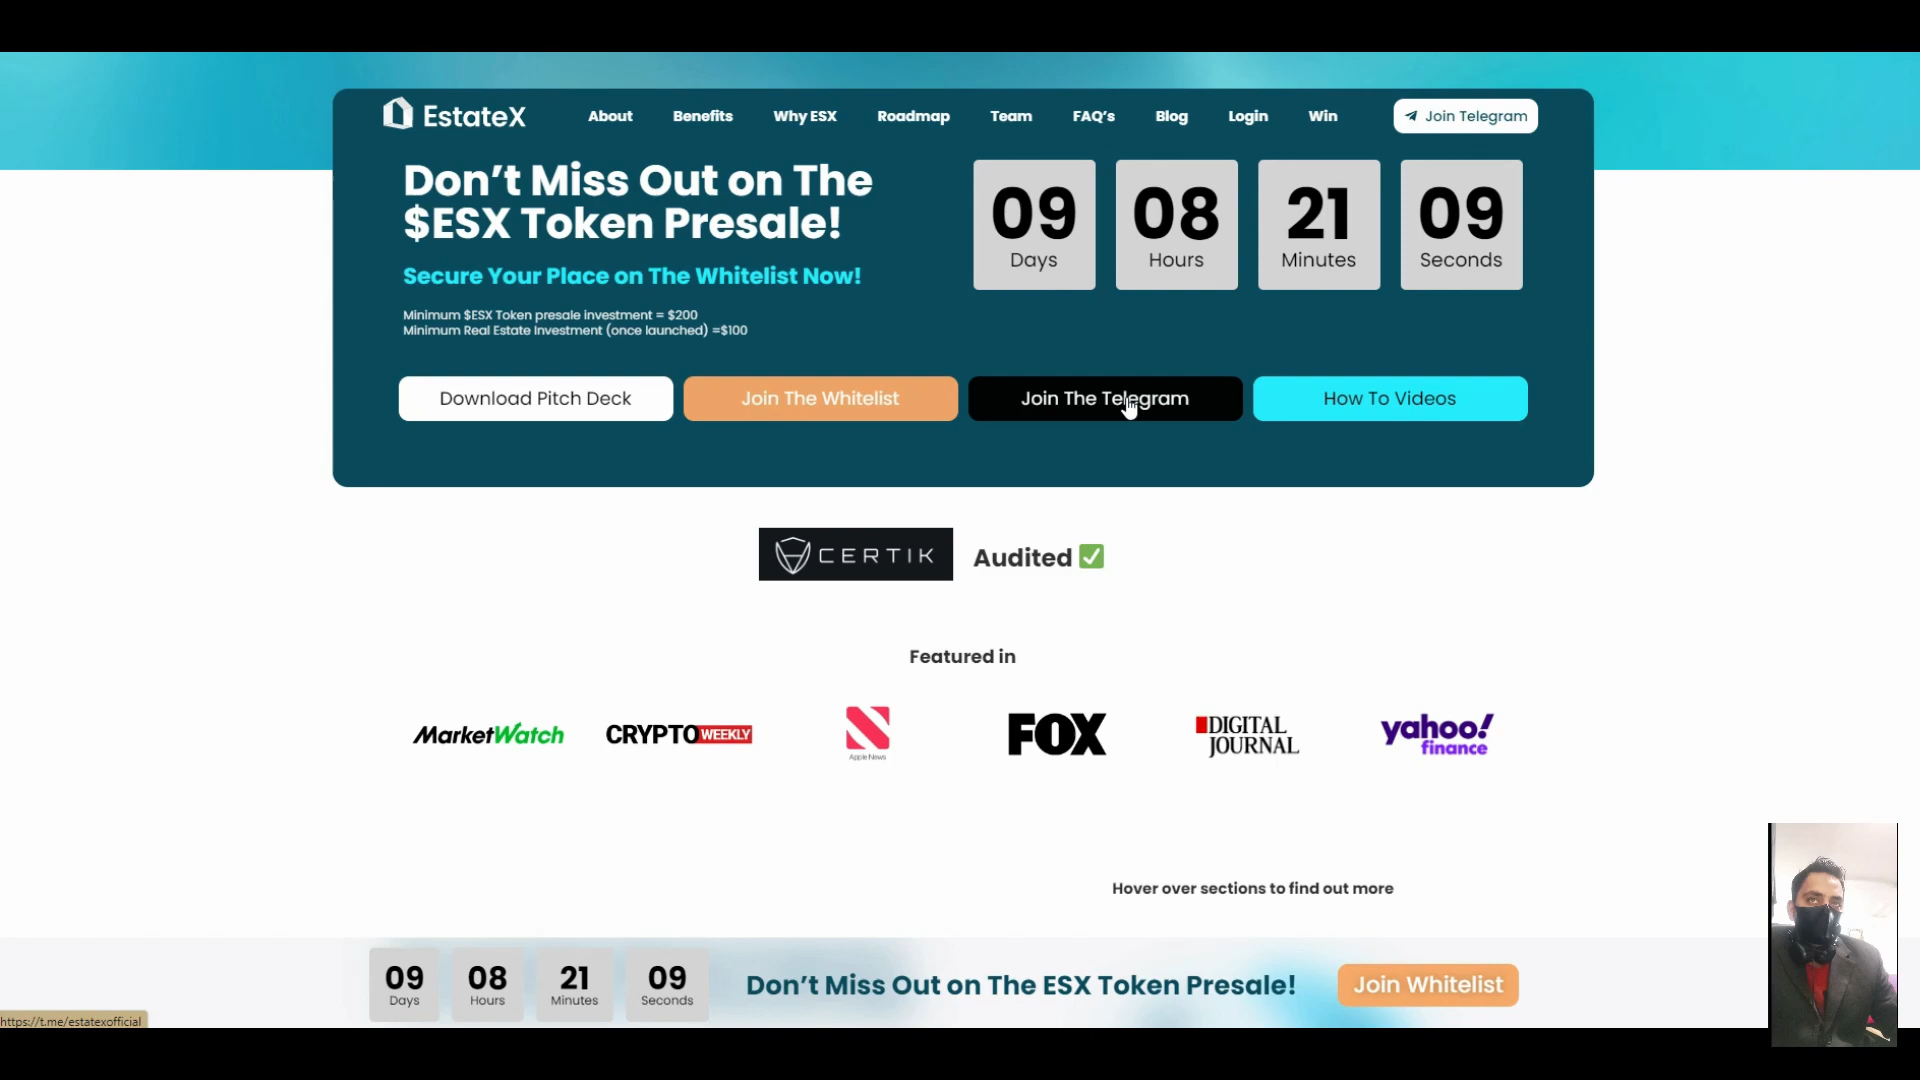 EstateX
About Benefits Why ESX Roadmap Team FAQ's Blog Login Win Join Telegram
Don't Miss Out on The
$ESX Token Presale!
09 08 21 09
Days Hours Minutes Seconds
Secure Your Place on The Whitelist Now!
Minimum $ESX Token presale investment = $200
Minimum Real Estate Investment (once launched) =$100
Download Pitch Deck Join The Whitelist Join The Telegram How To Videos
CERTIK Audited ✅
Featured in
MarketWatch CRYPTO WEEKLY Apple News FOX DIGITAL JOURNAL yahoo! finance
Hover over sections to find out more
09 08 21 09
Days Hours Minutes Seconds
Don't Miss Out on The ESX Token Presale!
Join Whitelist
https://t.me/estatexofficial